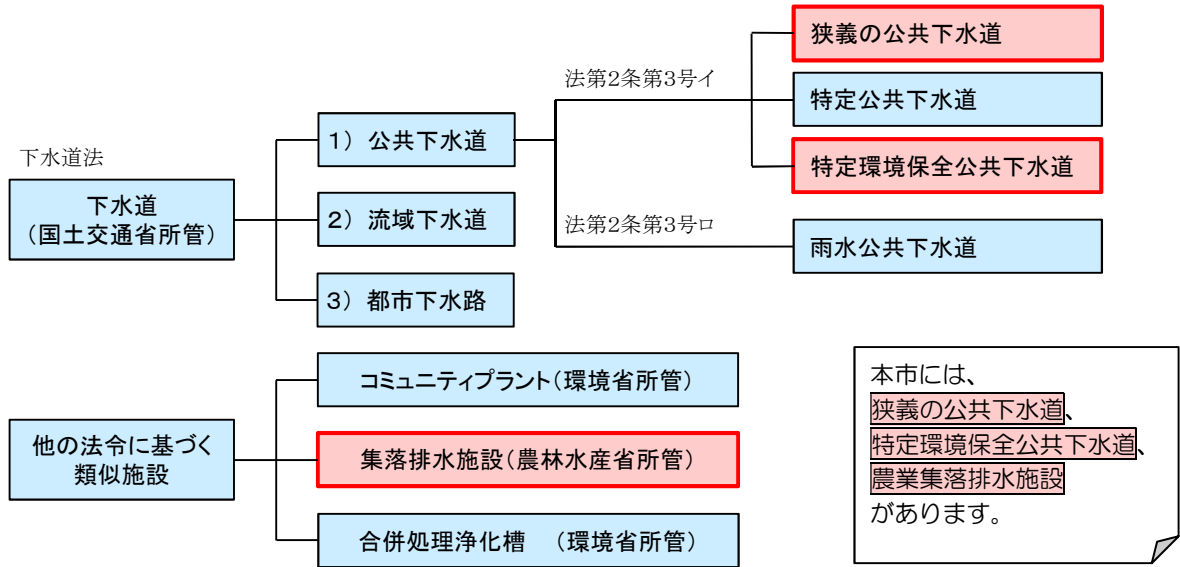 下水道法
下水道
(国土交通省所管)
1) 公共下水道
2) 流域下水道
3) 都市下水路
法第2条第3号イ
狭義の公共下水道
特定公共下水道
特定環境保全公共下水道
法第2条第3号ロ
雨水公共下水道
他の法令に基づく
類似施設
コミュニティプラント(環境省所管)
集落排水施設(農林水産省所管)
合併処理浄化槽 (環境省所管)
本市には、
狭義の公共下水道、
特定環境保全公共下水道、
農業集落排水施設
があります。